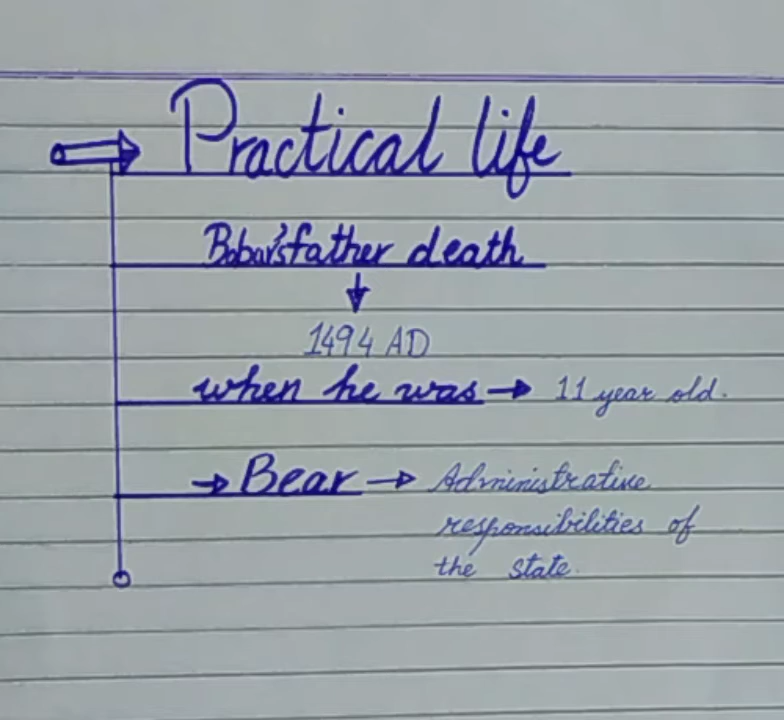 Practical life
Babar's father death
1494 AD
when he was → 11 year old.
→ Bear → Administrative
responsibilities of
the state.